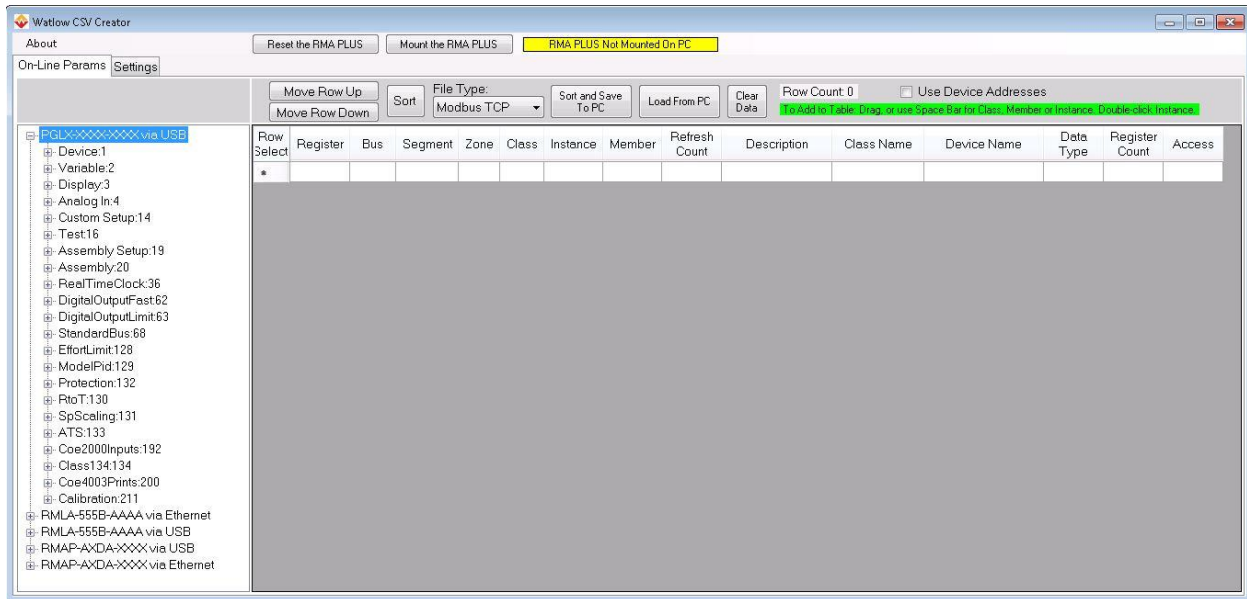 Watlow CSV Creator
About
Reset the RMA PLUS
Mount the RMA PLUS
RMA PLUS Not Mounted On PC
On-Line Params
Settings
Move Row Up
Move Row Down
Sort
File Type:
Modbus TCP
Sort and Save
To PC
Load From PC
Clear
Data
Row Count: 0
Use Device Addresses
To Add to Table: Drag, or use Space Bar for Class, Member or Instance. Double-click Instance.
Row
Select
Register
Bus
Segment
Zone
Class
Instance
Member
Refresh
Count
Description
Class Name
Device Name
Data
Type
Register
Count
Access
*
PGLX-XXXX-XXXX via USB
Device:1
Variable:2
Display:3
Analog In:4
Custom Setup:14
Test:16
Assembly Setup:19
Assembly:20
RealTimeClock:36
DigitalOutputFast:62
DigitalOutputLimit:63
StandardBus:68
EffortLimit:128
ModelPid:129
Protection:132
RtoT:130
SpScaling:131
ATS:133
Coe2000Inputs:192
Class134:134
Coe4003Prints:200
Calibration:211
RMLA-555B-AAAA via Ethernet
RMLA-555B-AAAA via USB
RMAP-AXDA-XXXX via USB
RMAP-AXDA-XXXX via Ethernet